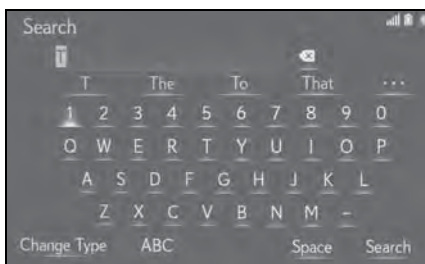 Search
T
T The To That ...
1 2 3 4 5 6 7 8 9 0
Q W E R T Y U I O P
A S D F G H J K L
Z X C V B N M -
Change Type ABC Space Search